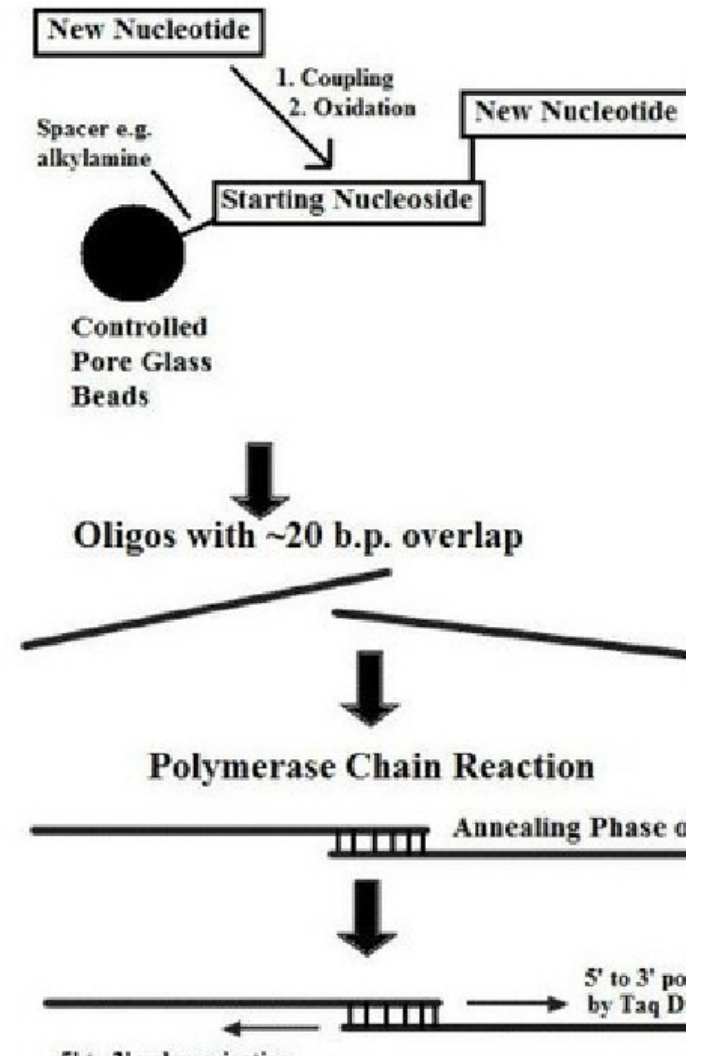 New Nucleotide
1. Coupling
2. Oxidation
New Nucleotide
Spacer e.g.
alkylamine
Starting Nucleoside
Controlled
Pore Glass
Beads
Oligos with ~20 b.p. overlap
Polymerase Chain Reaction
Annealing Phase o
5' to 3' po
by Taq D